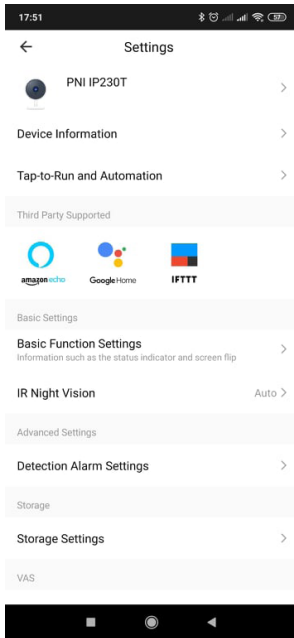 17:51
57
Settings
PNI IP230T
Device Information
Tap-to-Run and Automation
Third Party Supported
amazon echo
Google Home
IFTTT
Basic Settings
Basic Function Settings
Information such as the status indicator and screen flip
IR Night Vision
Auto
Advanced Settings
Detection Alarm Settings
Storage
Storage Settings
VAS